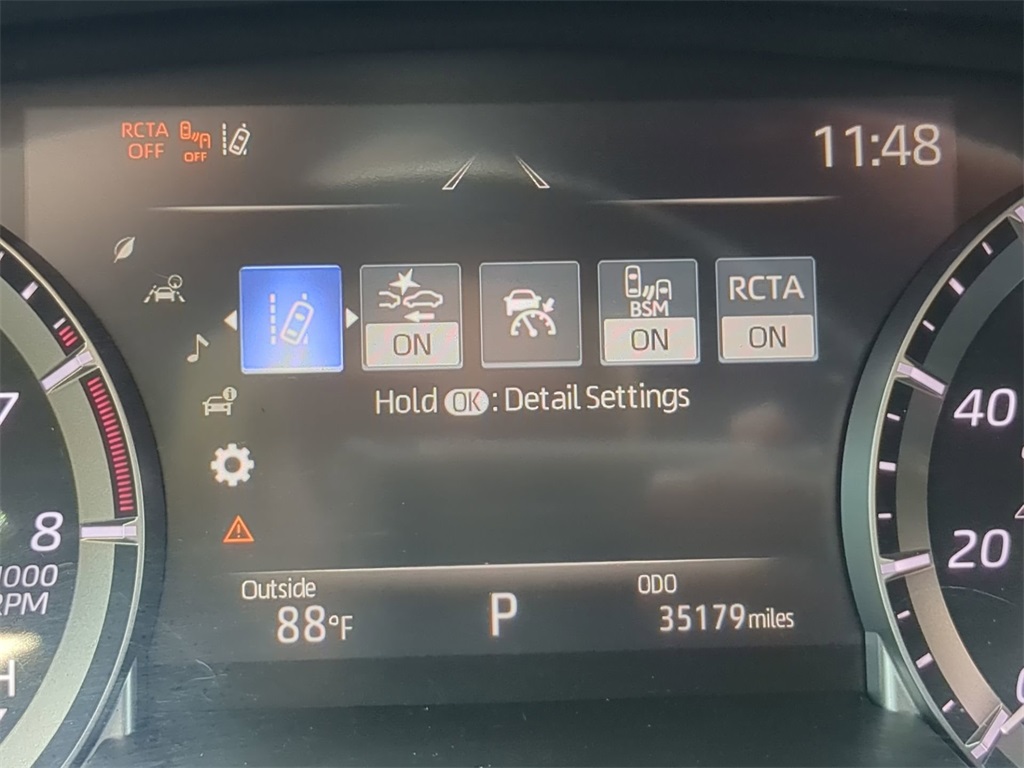 RCTA
OFF
OFF
11:48
ON
BSM
ON
RCTA
ON
Hold OK : Detail Settings
7
8
1000
RPM
H
40
20
0
Outside
88°F
P
ODO
35179 miles